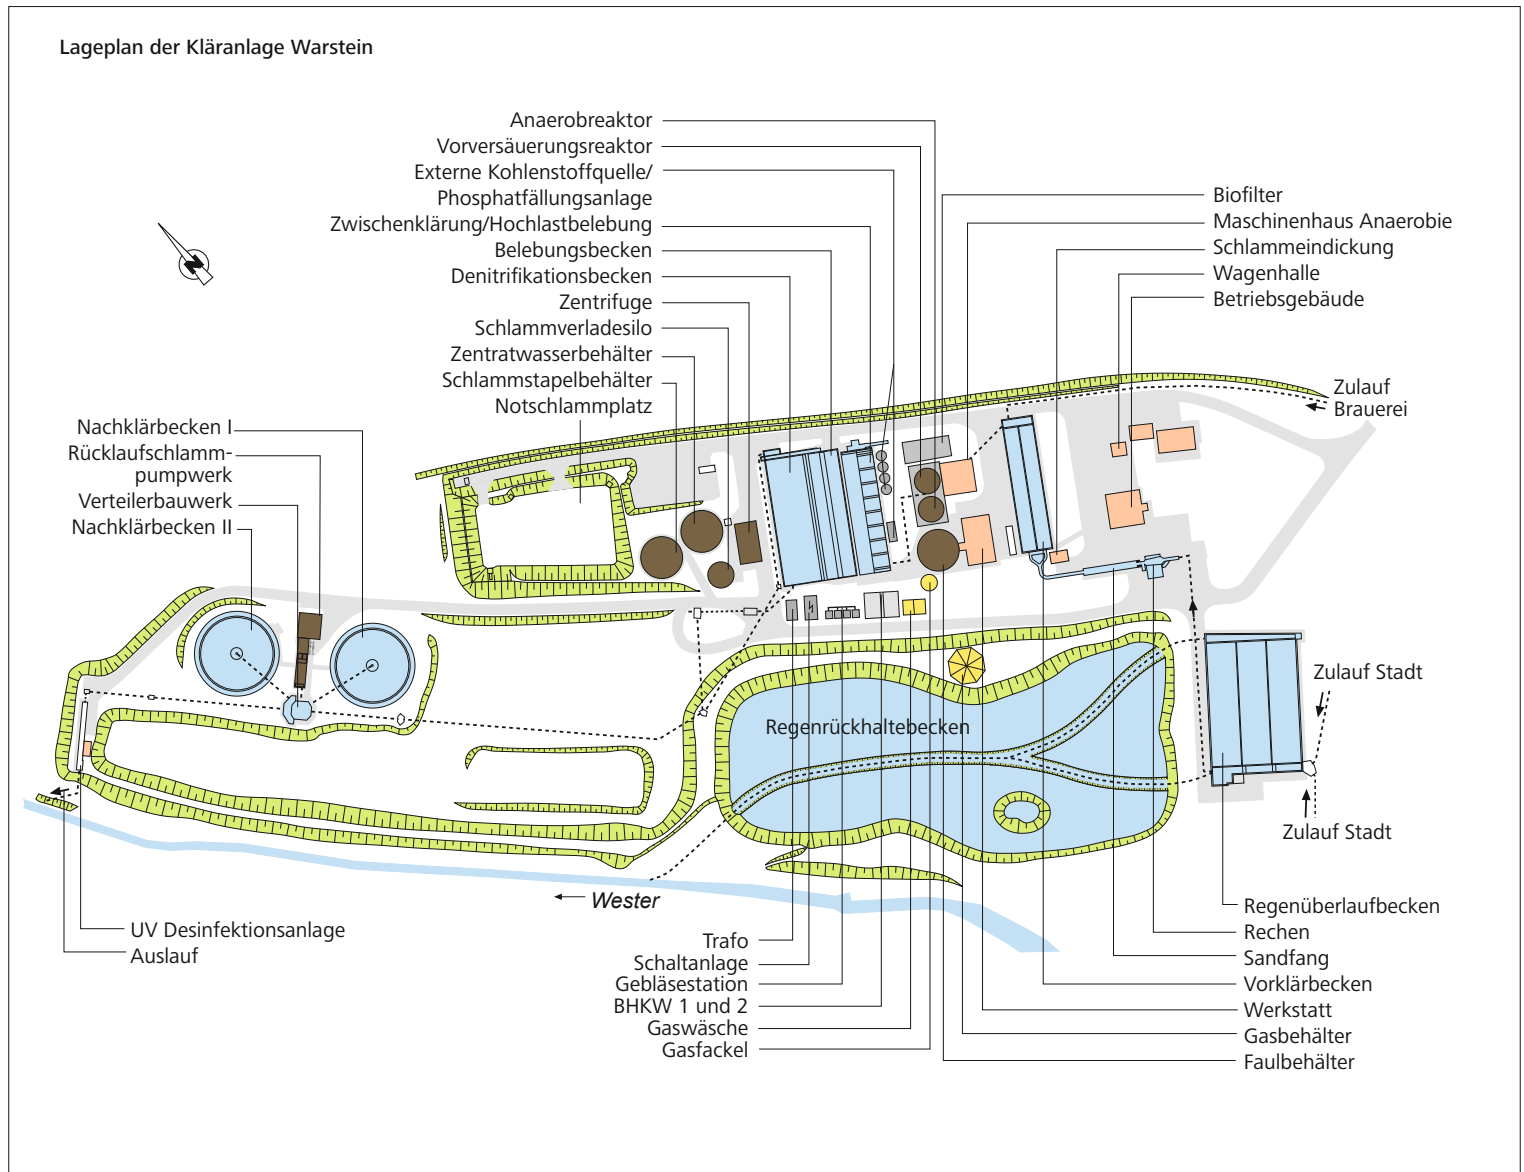 Lageplan der Kläranlage Warstein
Anaerobreaktor
Vorversäuerungsreaktor
Externe Kohlenstoffquelle/
Phosphatfällungsanlage
Zwischenklärung/Hochlastbelebung
Belebungsbecken
Denitrifikationsbecken
Zentrifuge
Schlammverladesilo
Zentratwasserbehälter
Schlammstapelbehälter
Notschlammplatz
Biofilter
Maschinenhaus Anaerobie
Schlammeindickung
Wagenhalle
Betriebsgebäude
N
Zulauf
Brauerei
Nachklärbecken I
Rücklaufschlamm-
pumpwerk
Verteilerbauwerk
Nachklärbecken II
Zulauf Stadt
Regenrückhaltebecken
Zulauf Stadt
Wester
UV Desinfektionsanlage
Auslauf
Trafo
Schaltanlage
Gebläsestation
BHKW 1 und 2
Gaswäsche
Gasfackel
Regenüberlaufbecken
Rechen
Sandfang
Vorklärbecken
Werkstatt
Gasbehälter
Faulbehälter